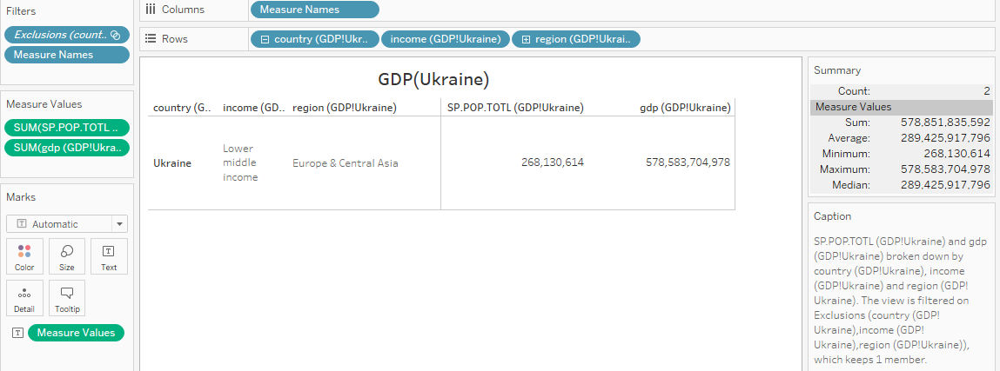 Filters
Exclusions (count..
Measure Names
Measure Values
SUM(SP.POP.TOTL ..
SUM(gdp (GDP!Ukra..
Marks
Automatic
Color
Size
Text
Detail
Tooltip
Measure Values
Columns
Measure Names
Rows
country (GDP!Ukr..
income (GDP!Ukraine)
region (GDP!Ukrai..
GDP(Ukraine)
country (G.. income (GD.. region (GDP!Ukraine) SP.POP.TOTL (GDP!Ukraine) gdp (GDP!Ukraine)
Ukraine
Lower
middle
income
Europe & Central Asia
268,130,614
578,583,704,978
Summary
Count: 2
Measure Values
Sum: 578,851,835,592
Average: 289,425,917,796
Minimum: 268,130,614
Maximum: 578,583,704,978
Median: 289,425,917,796
Caption
SP.POP.TOTL (GDP!Ukraine) and gdp
(GDP!Ukraine) broken down by
country (GDP!Ukraine), income
(GDP!Ukraine) and region (GDP!
Ukraine). The view is filtered on
Exclusions (country (GDP!
Ukraine),income (GDP!
Ukraine),region (GDP!Ukraine)),
which keeps 1 member.